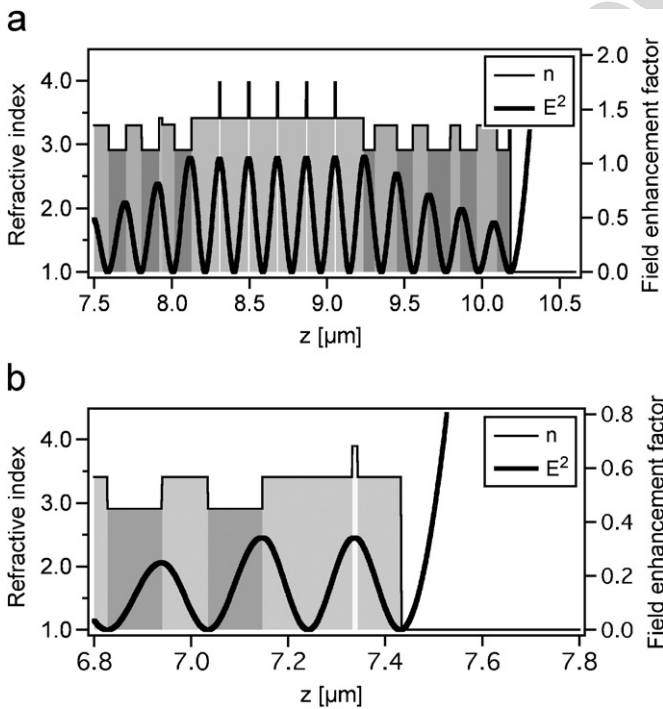 a
Refractive index
4.0
3.0
2.0
1.0
n
E²
2.0
1.5
1.0
0.5
0.0
Field enhancement factor
7.5 8.0 8.5 9.0 9.5 10.0 10.5
z [µm]
b
Refractive index
4.0
3.0
2.0
1.0
n
E²
0.8
0.6
0.4
0.2
0.0
Field enhancement factor
6.8 7.0 7.2 7.4 7.6 7.8
z [µm]